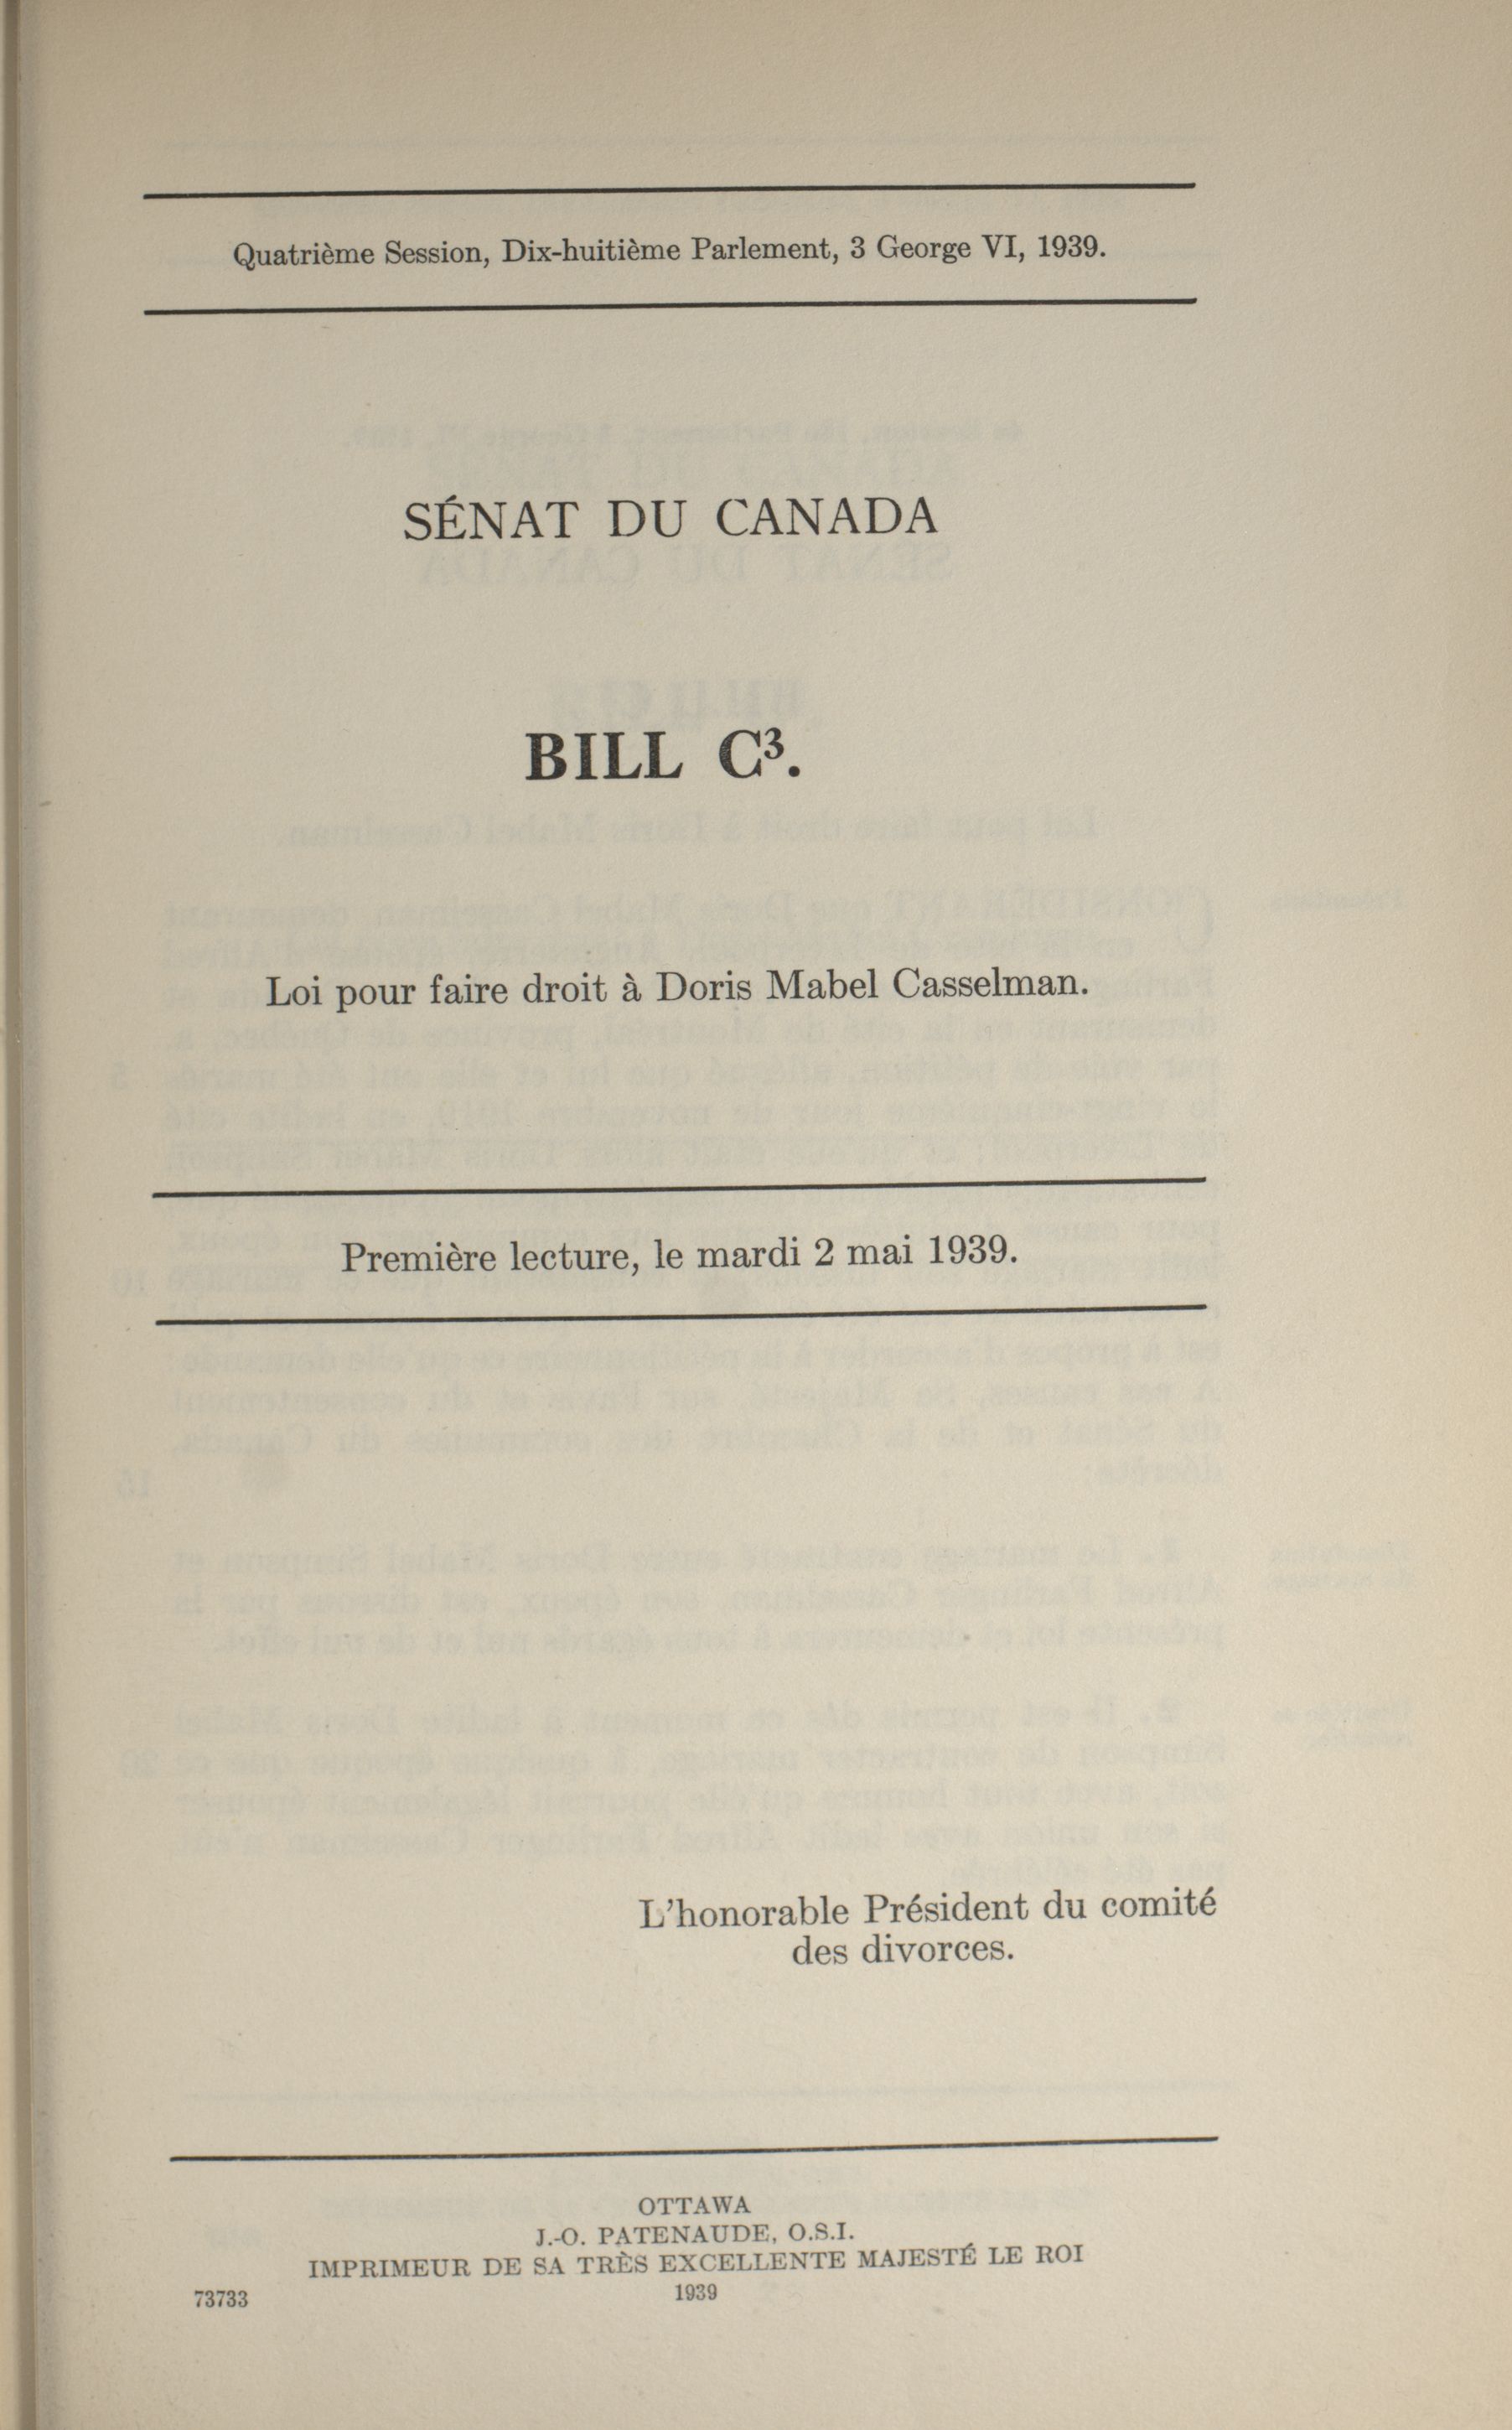 Quatrième Session, Dix-huitième Parlement, 3 George VI, 1939.
SÉNAT DU CANADA
BILL C³.
Loi pour faire droit à Doris Mabel Casselman.
Première lecture, le mardi 2 mai 1939.
L'honorable Président du comité
des divorces.
OTTAWA
J.-O. PATENAUDE, O.S.I.
IMPRIMEUR DE SA TRÈS EXCELLENTE MAJESTÉ LE ROI
73733 1939